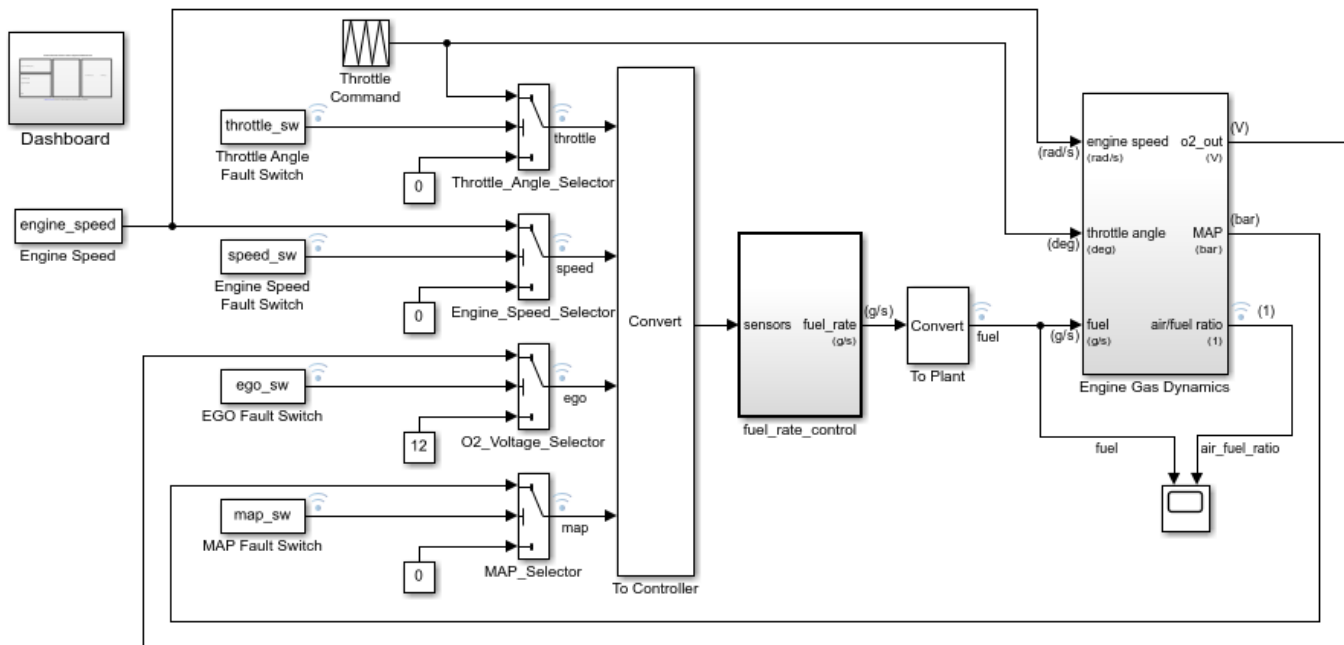 Dashboard
Throttle
Command
throttle_sw
Throttle Angle
Fault Switch
0
throttle
Throttle_Angle_Selector
engine_speed
Engine Speed
speed_sw
Engine Speed
Fault Switch
0
speed
Engine_Speed_Selector
ego_sw
EGO Fault Switch
12
ego
O2_Voltage_Selector
map_sw
MAP Fault Switch
0
map
MAP_Selector
Convert
To Controller
sensors
fuel_rate
(g/s)
fuel_rate_control
(g/s)
Convert
To Plant
fuel
(rad/s)
engine speed
(rad/s)
o2_out
(V)
(V)
(deg)
throttle angle
(deg)
MAP
(bar)
(bar)
(g/s)
fuel
(g/s)
air/fuel ratio
(1)
(1)
Engine Gas Dynamics
fuel
air_fuel_ratio